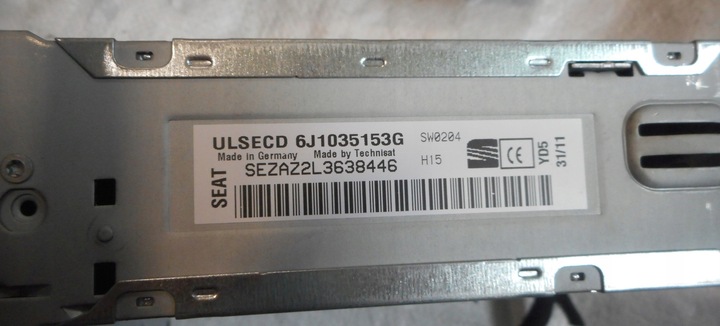 ULSECD 6J1035153G SW0204
Made in Germany Made by Technisat
SEZAZ2L3638446 H15
SEAT
CE
YD5
31/11